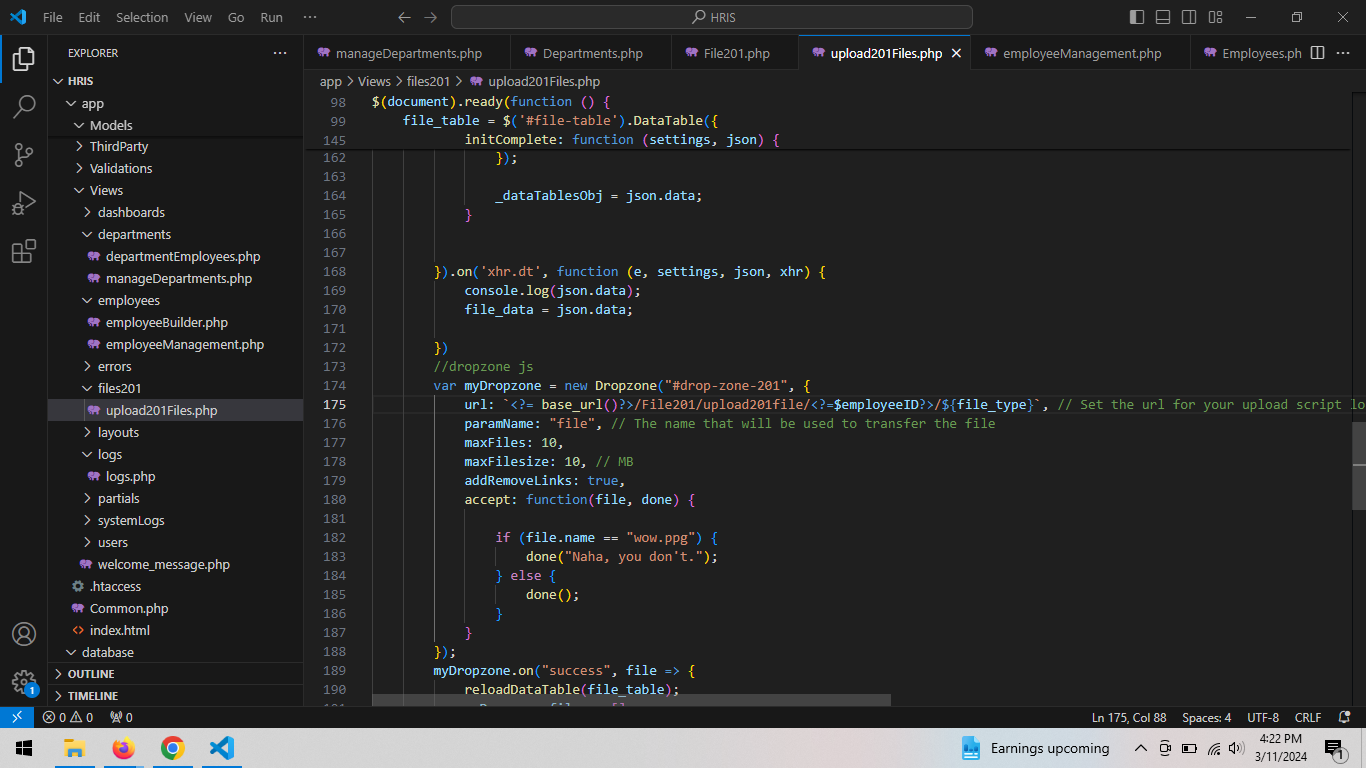 File Edit Selection View Go Run ···
HRIS
EXPLORER
HRIS
app
Models
ThirdParty
Validations
Views
dashboards
departments
departmentEmployees.php
manageDepartments.php
employees
employeeBuilder.php
employeeManagement.php
errors
files201
upload201Files.php
layouts
logs
logs.php
partials
systemLogs
users
welcome_message.php
.htaccess
Common.php
index.html
database
OUTLINE
TIMELINE
1
manageDepartments.php Departments.php File201.php upload201Files.php employeeManagement.php Employees.ph
app > Views > files201 > upload201Files.php
98 $(document).ready(function () {
99 file_table = $('#file-table').DataTable({
145 initComplete: function (settings, json) {
162 });
163
164 _dataTablesObj = json.data;
165 }
166
167
168 }).on('xhr.dt', function (e, settings, json, xhr) {
169 console.log(json.data);
170 file_data = json.data;
171
172 })
173 //dropzone js
174 var myDropzone = new Dropzone("#drop-zone-201", {
175 url: `<?= base_url()?>/File201/upload201file/<?=$employeeID?>/${file_type}`, // Set the url for your upload script lo
176 paramName: "file", // The name that will be used to transfer the file
177 maxFiles: 10,
178 maxFilesize: 10, // MB
179 addRemoveLinks: true,
180 accept: function(file, done) {
181
182 if (file.name == "wow.ppg") {
183 done("Naha, you don't.");
184 } else {
185 done();
186 }
187 }
188 });
189 myDropzone.on("success", file => {
190 reloadDataTable(file_table);
0 0 0
Ln 175, Col 88 Spaces: 4 UTF-8 CRLF
Earnings upcoming
4:22 PM
3/11/2024
1